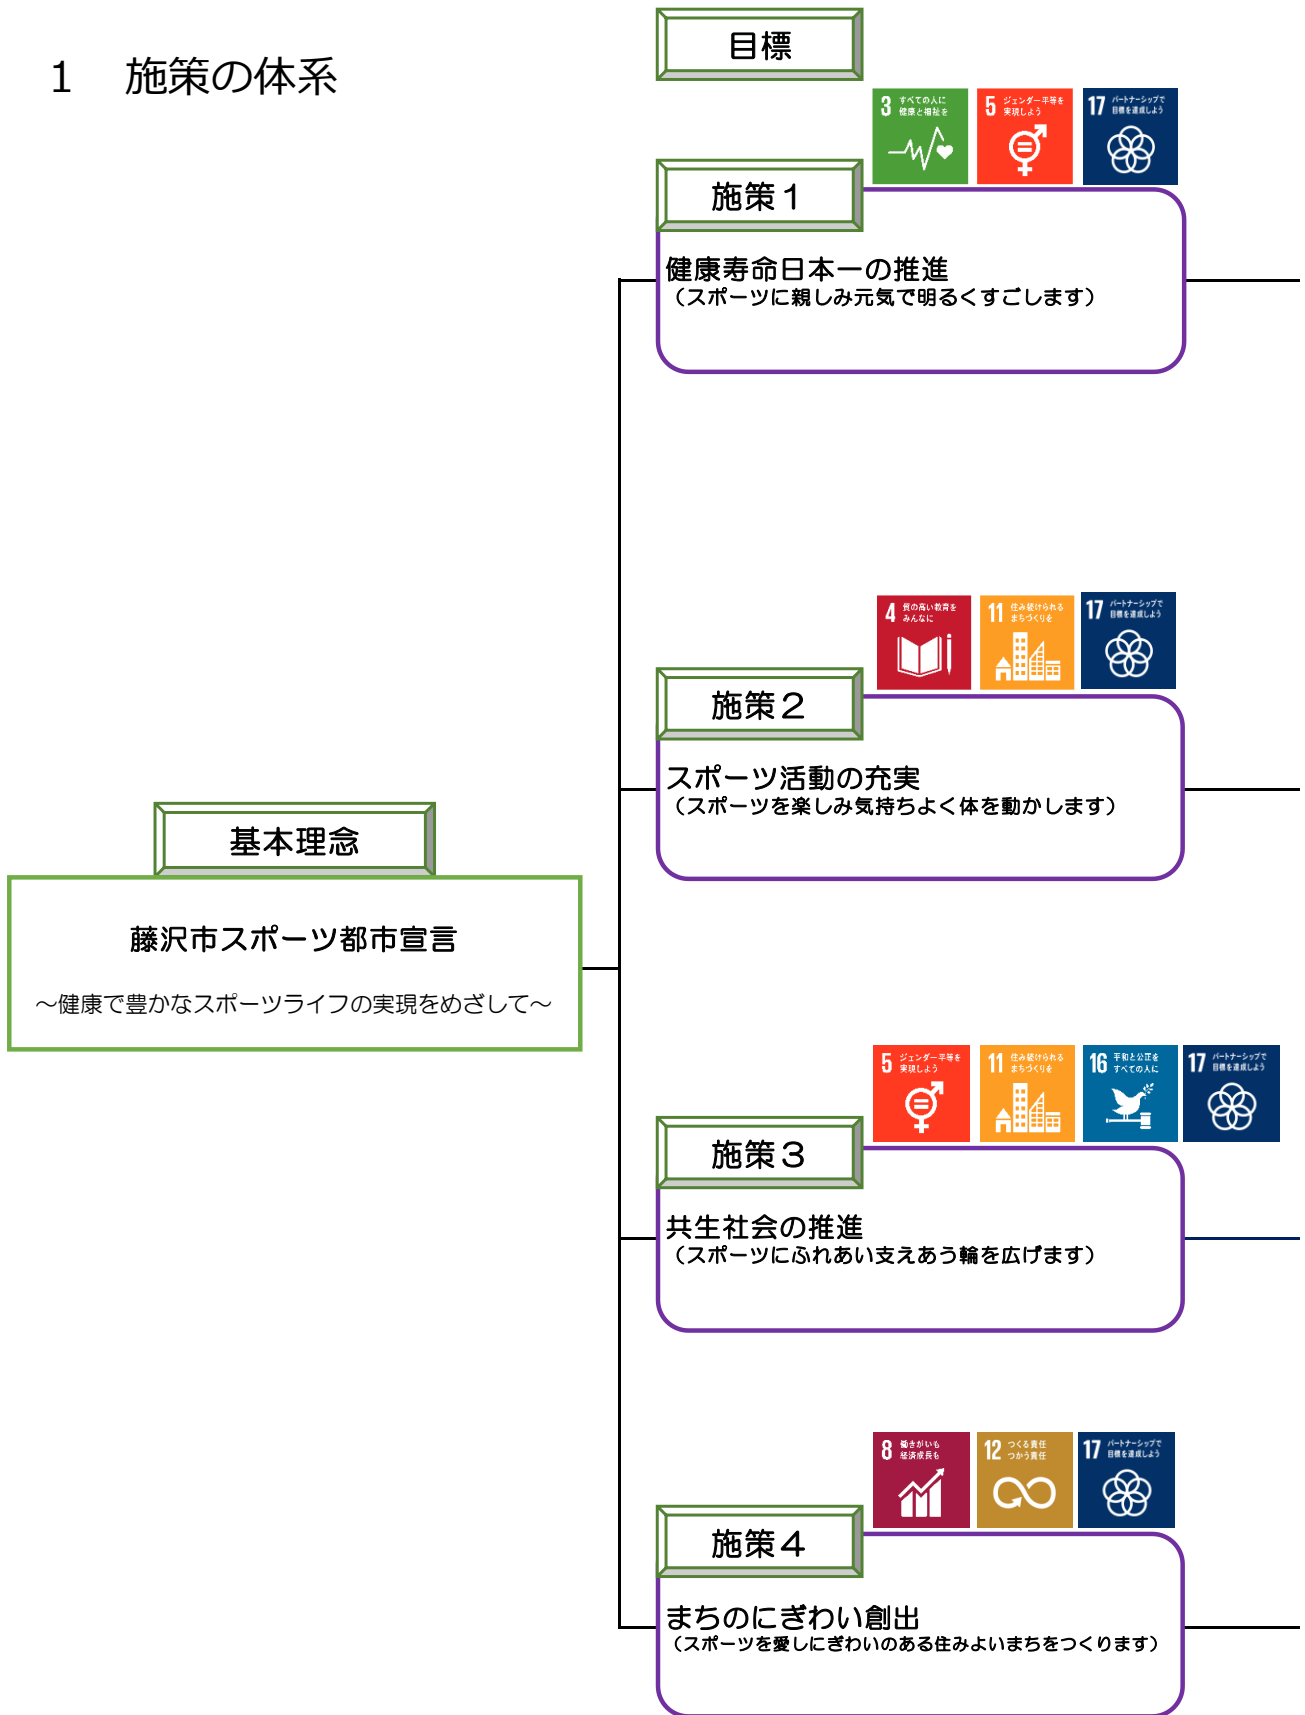 1　施策の体系
目標
3 すべての人に
健康と福祉を
5 ジェンダー平等を
実現しよう
17 パートナーシップで
目標を達成しよう
施策１
健康寿命日本一の推進
（スポーツに親しみ元気で明るくすごします）
4 質の高い教育を
みんなに
11 住み続けられる
まちづくりを
17 パートナーシップで
目標を達成しよう
施策２
スポーツ活動の充実
（スポーツを楽しみ気持ちよく体を動かします）
基本理念
藤沢市スポーツ都市宣言
～健康で豊かなスポーツライフの実現をめざして～
5 ジェンダー平等を
実現しよう
11 住み続けられる
まちづくりを
16 平和と公正を
すべての人に
17 パートナーシップで
目標を達成しよう
施策３
共生社会の推進
（スポーツにふれあい支えあう輪を広げます）
8 働きがいも
経済成長も
12 つくる責任
つかう責任
17 パートナーシップで
目標を達成しよう
施策４
まちのにぎわい創出
（スポーツを愛しにぎわいのある住みよいまちをつくります）